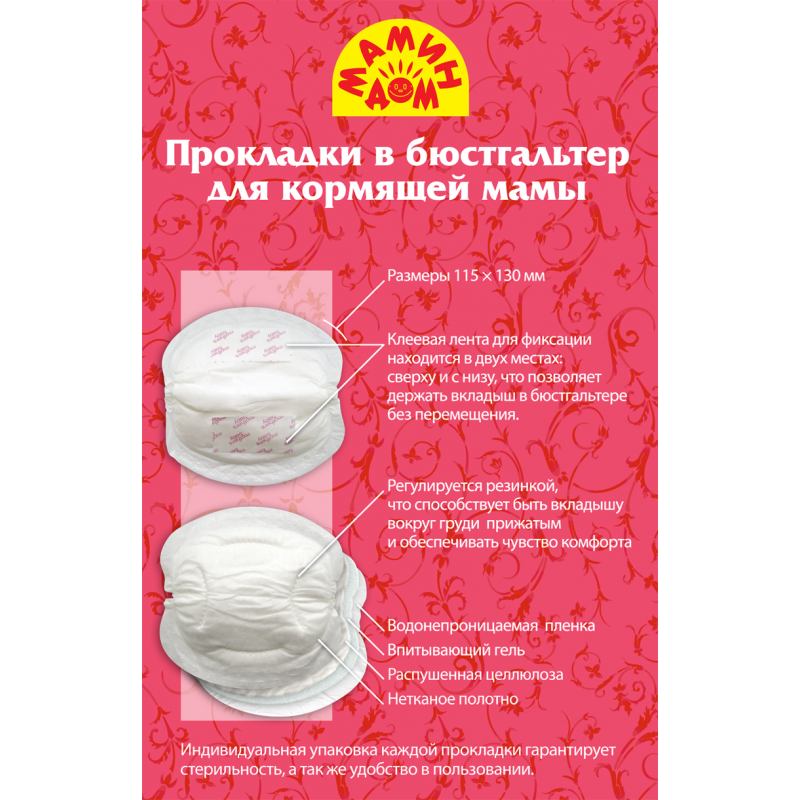 МАМИН
ДОМ
Прокладки в бюстгальтер
для кормящей мамы
Размеры 115 × 130 мм
Клеевая лента для фиксации
находится в двух местах:
сверху и с низу, что позволяет
держать вкладыш в бюстгальтере
без перемещения.
Регулируется резинкой,
что способствует быть вкладышу
вокруг груди прижатым
и обеспечивать чувство комфорта
Водонепроницаемая пленка
Впитывающий гель
Распушенная целлюлоза
Нетканое полотно
Индивидуальная упаковка каждой прокладки гарантирует
стерильность, а так же удобство в пользовании.